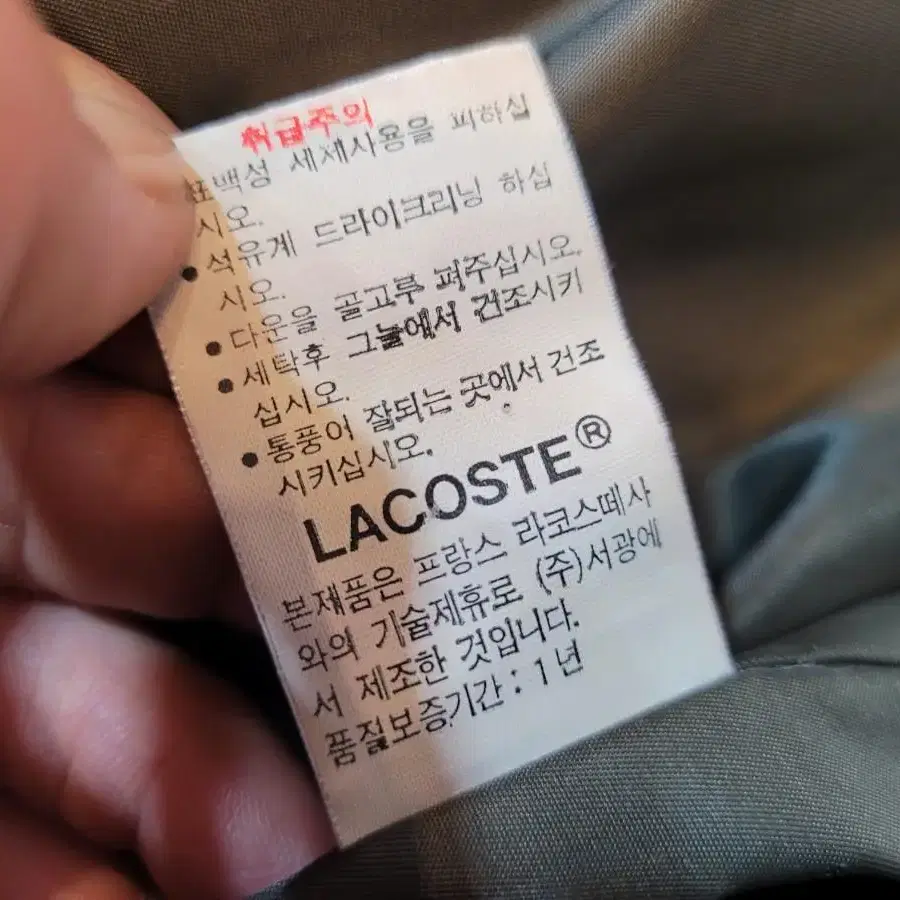 취급주의
표백성 세제사용을 피하십
시오.
● 석유계 드라이크리닝 하십
시오.
● 다운을 골고루 펴주십시오.
● 세탁후 그늘에서 건조시키
십시오.
● 통풍이 잘되는 곳에서 건조
시키십시오.
LACOSTE®
본제품은 프랑스 라코스떼사
와의 기술제휴로 (주)서광에
서 제조한 것입니다.
품질보증기간 : 1년